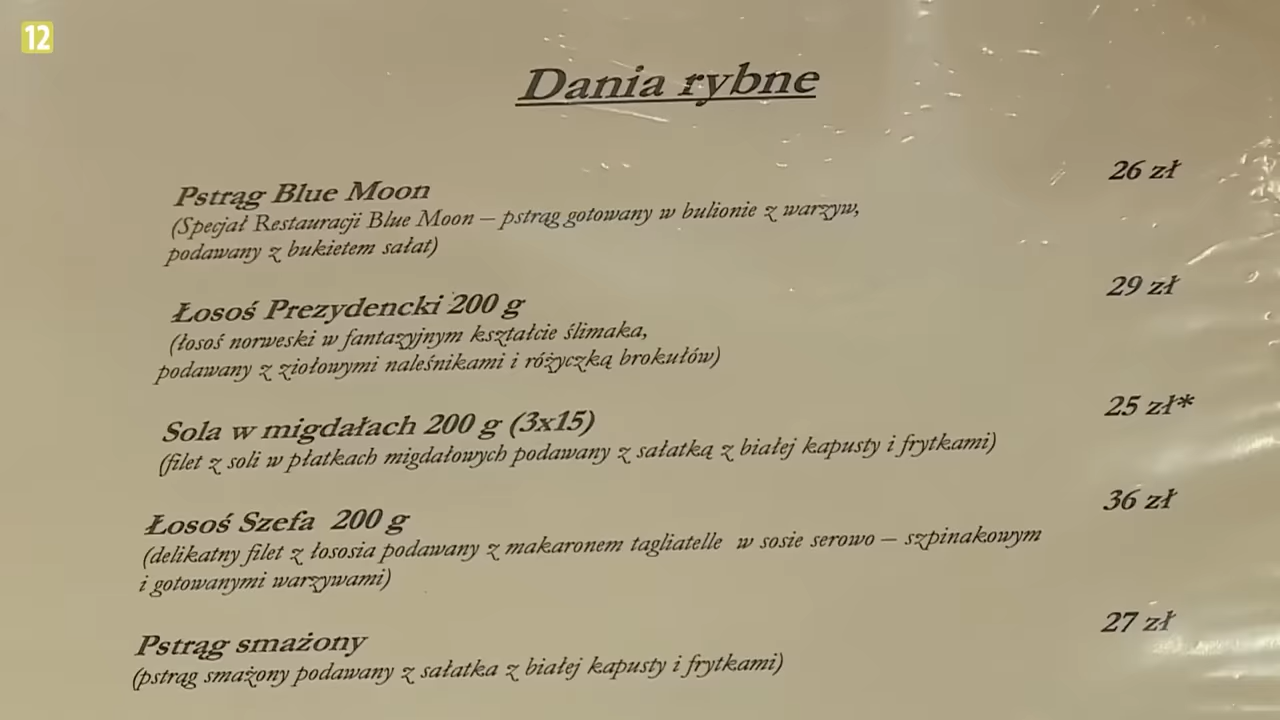 12
Dania rybne
Pstrąg Blue Moon 26 zł
(Specjał Restauracji Blue Moon – pstrąg gotowany w bulionie z warzyw,
podawany z bukietem sałat)
Łosoś Prezydencki 200 g 29 zł
(łosoś norweski w fantazyjnym kształcie ślimaka,
podawany z ziołowymi naleśnikami i różyczką brokułów)
Sola w migdałach 200 g (3x15) 25 zł*
(filet z soli w płatkach migdałowych podawany z sałatką z białej kapusty i frytkami)
Łosoś Szefa 200 g 36 zł
(delikatny filet z łososia podawany z makaronem tagliatelle w sosie serowo – szpinakowym
i gotowanymi warzywami)
Pstrąg smażony 27 zł
(pstrąg smażony podawany z sałatka z białej kapusty i frytkami)